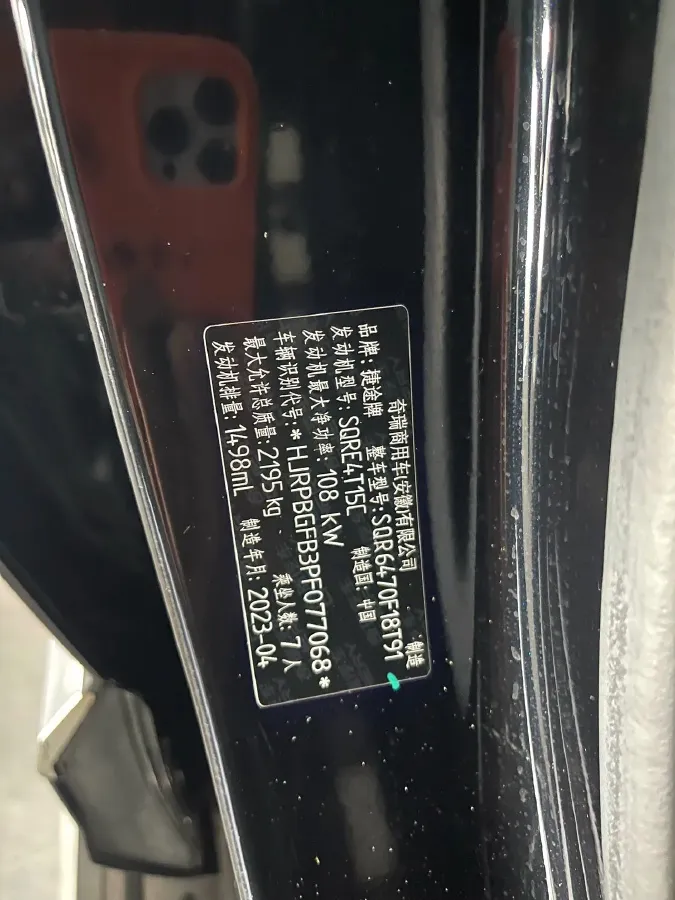 奇瑞商用车(安徽)有限公司 制造
品牌: 捷途牌 整车型号: SQR6470F18T91
发动机型号: SQRE4T15C 制造国: 中国
发动机最大净功率: 108 kW
车辆识别代号: *HJRPBGFB3PF077068*
最大允许总质量: 2195 kg 乘坐人数: 7 人
发动机排量: 1498mL 制造年月: 2023-04